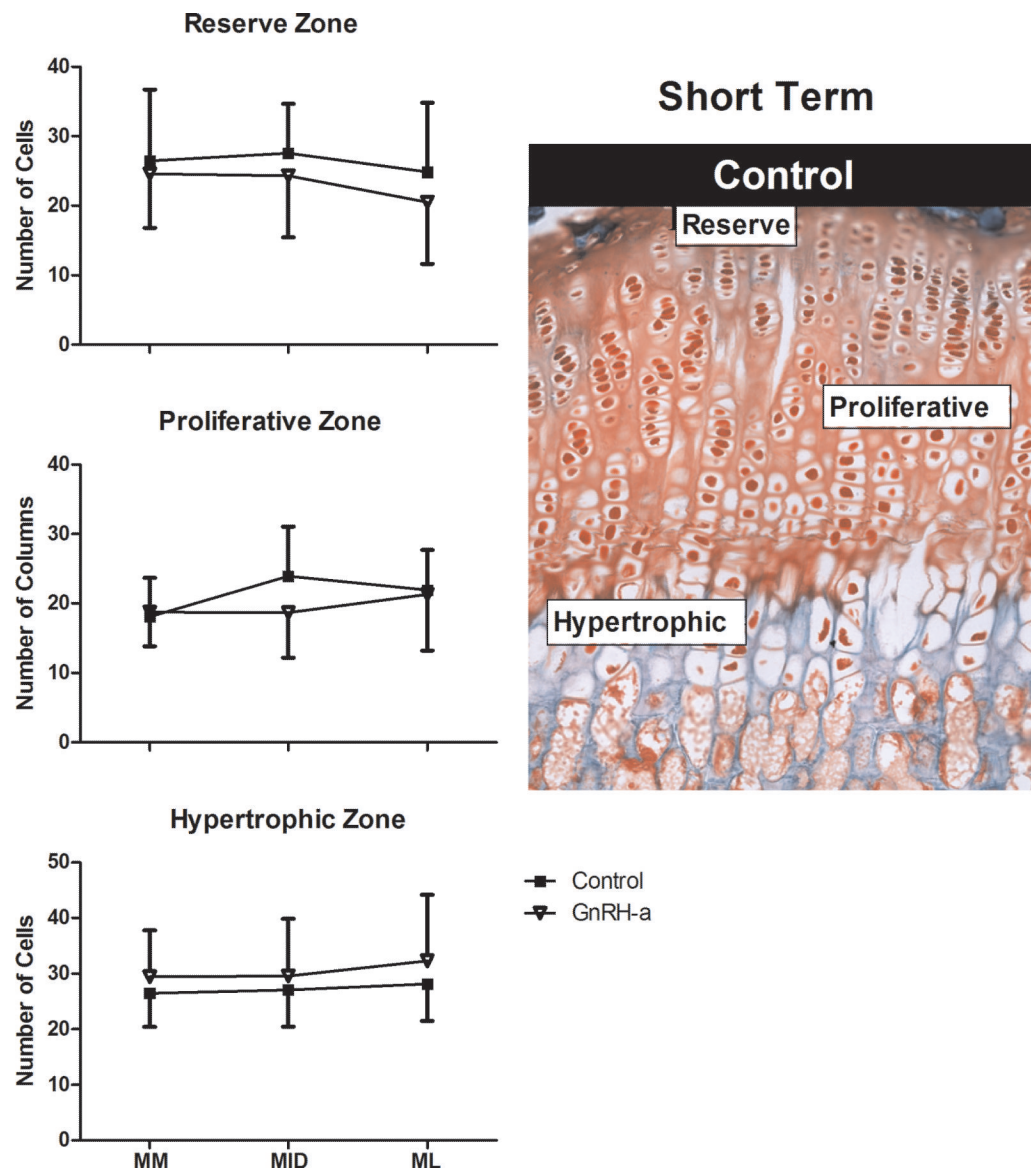 Reserve Zone
40
30
20
10
0
Number of Cells
Proliferative Zone
40
30
20
10
0
Number of Columns
Hypertrophic Zone
50
40
30
20
10
0
Number of Cells
MM MID ML
Short Term
Control
Reserve
Proliferative
Hypertrophic
Control
GnRH-a